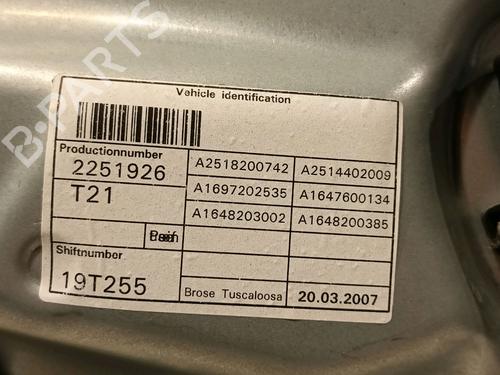 B-PARTS
Vehicle identification
Productionnumber
2251926
T21
Shiftnumber
19T255
A2518200742 A2514402009
A1697202535 A1647600134
A1648203002 A1648200385
Brose Tuscaloosa 20.03.2007